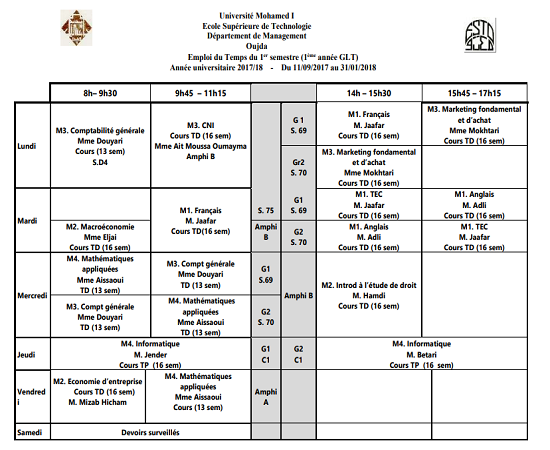 Université Mohamed I
Ecole Supérieure de Technologie
Département de Management
Oujda
Emploi du Temps du 1er semestre (1ème année GLT)
Année universitaire 2017/18 - Du 11/09/2017 au 31/01/2018
8h– 9h30
9h45 – 11h15
14h – 15h30
15h45 – 17h15
Lundi
M3. Comptabilité générale
Mme Douyari
Cours (13 sem)
S.D4
M3. CNI
Cours TD (16 sem)
Mme Ait Moussa Oumayma
Amphi B
G 1
S. 69
M1. Français
M. Jaafar
Cours TD (16 sem)
M3. Marketing fondamental
et d'achat
Mme Mokhtari
Cours TD (16 sem)
Gr2
S. 70
M3. Marketing fondamental
et d'achat
Mme Mokhtari
Cours TD (16 sem)
Mardi
M1. Français
M. Jaafar
Cours TD(16 sem)
S. 75
G1
S. 69
M1. TEC
M. Jaafar
Cours TD (16 sem)
M1. Anglais
M. Adli
Cours TD (16 sem)
M2. Macroéconomie
Mme Eljai
Cours TD (16 sem)
Amphi
B
G2
S. 70
M1. Anglais
M. Adli
Cours TD (16 sem)
M1. TEC
M. Jaafar
Cours TD (16 sem)
Mercredi
M4. Mathématiques
appliquées
Mme Aissaoui
TD (13 sem)
M3. Compt générale
Mme Douyari
TD (13 sem)
G1
S.69
Amphi B
M2. Introd à l'étude de droit
M. Hamdi
Cours TD (16 sem)
M3. Compt générale
Mme Douyari
TD (13 sem)
M4. Mathématiques
appliquées
Mme Aissaoui
TD (13 sem)
G2
S. 70
Jeudi
M4. Informatique
M. Jender
Cours TP (16 sem)
G1
C1
G2
C1
M4. Informatique
M. Betari
Cours TP (16 sem)
Vendred
i
M2. Economie d'entreprise
Cours TD (16 sem)
M. Mizab Hicham
M4. Mathématiques
appliquées
Mme Aissaoui
Cours (13 sem)
Amphi
A
Samedi
Devoirs surveillés